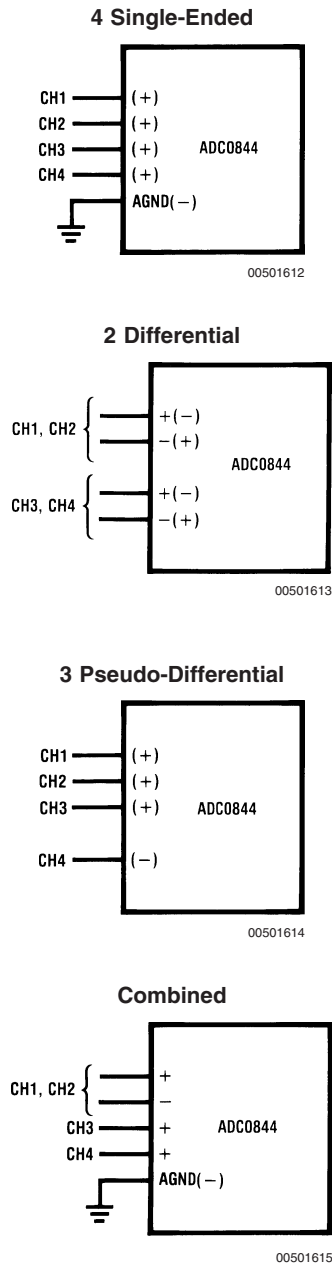 4 Single-Ended
CH1 (+)
CH2 (+)
CH3 (+) ADC0844
CH4 (+)
AGND(−)
00501612
2 Differential
CH1, CH2 +(−)
−(+)
ADC0844
CH3, CH4 +(−)
−(+)
00501613
3 Pseudo-Differential
CH1 (+)
CH2 (+)
CH3 (+) ADC0844
CH4 (−)
00501614
Combined
CH1, CH2 +
−
CH3 + ADC0844
CH4 +
AGND(−)
00501615